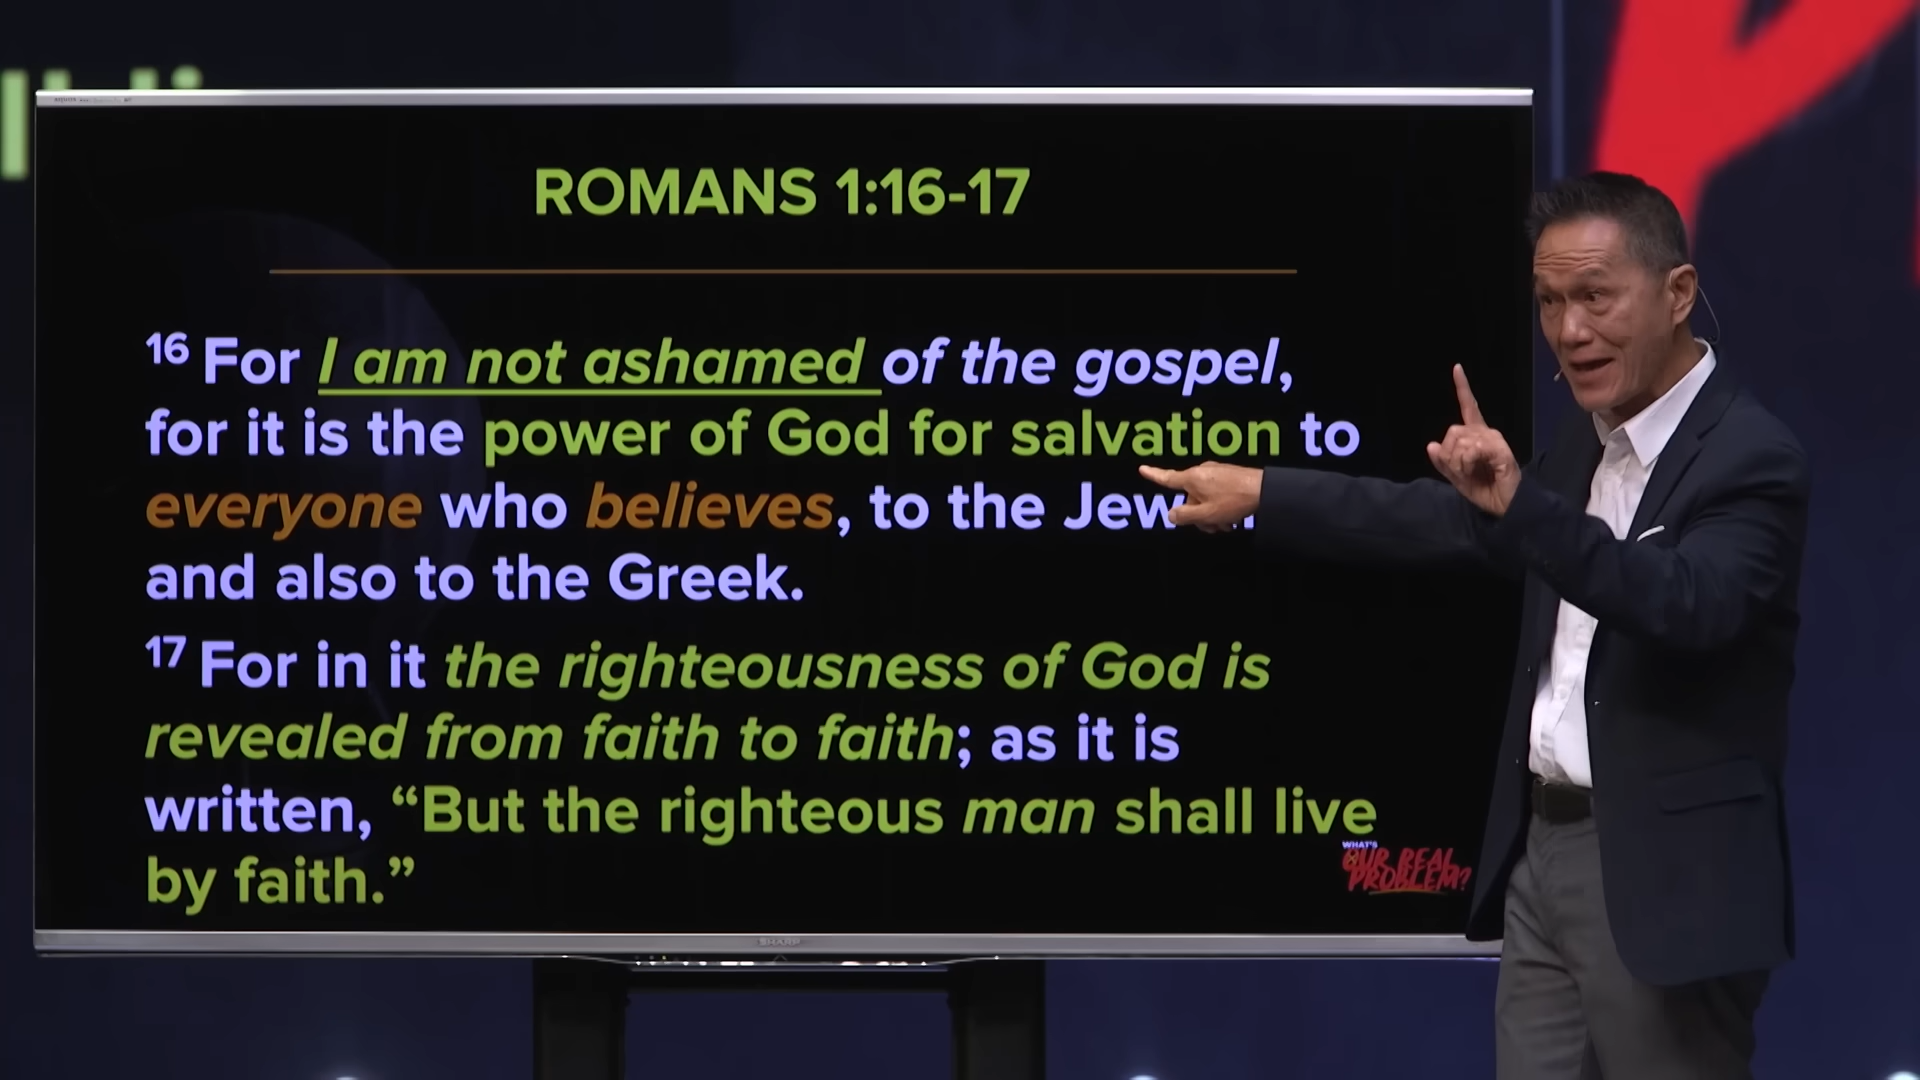 ROMANS 1:16-17
16 For I am not ashamed of the gospel,
for it is the power of God for salvation to
everyone who believes, to the Jew
and also to the Greek.
17 For in it the righteousness of God is
revealed from faith to faith; as it is
written, “But the righteous man shall live
by faith.”
WHAT'S
OUR REAL
PROBLEM?
SHARP